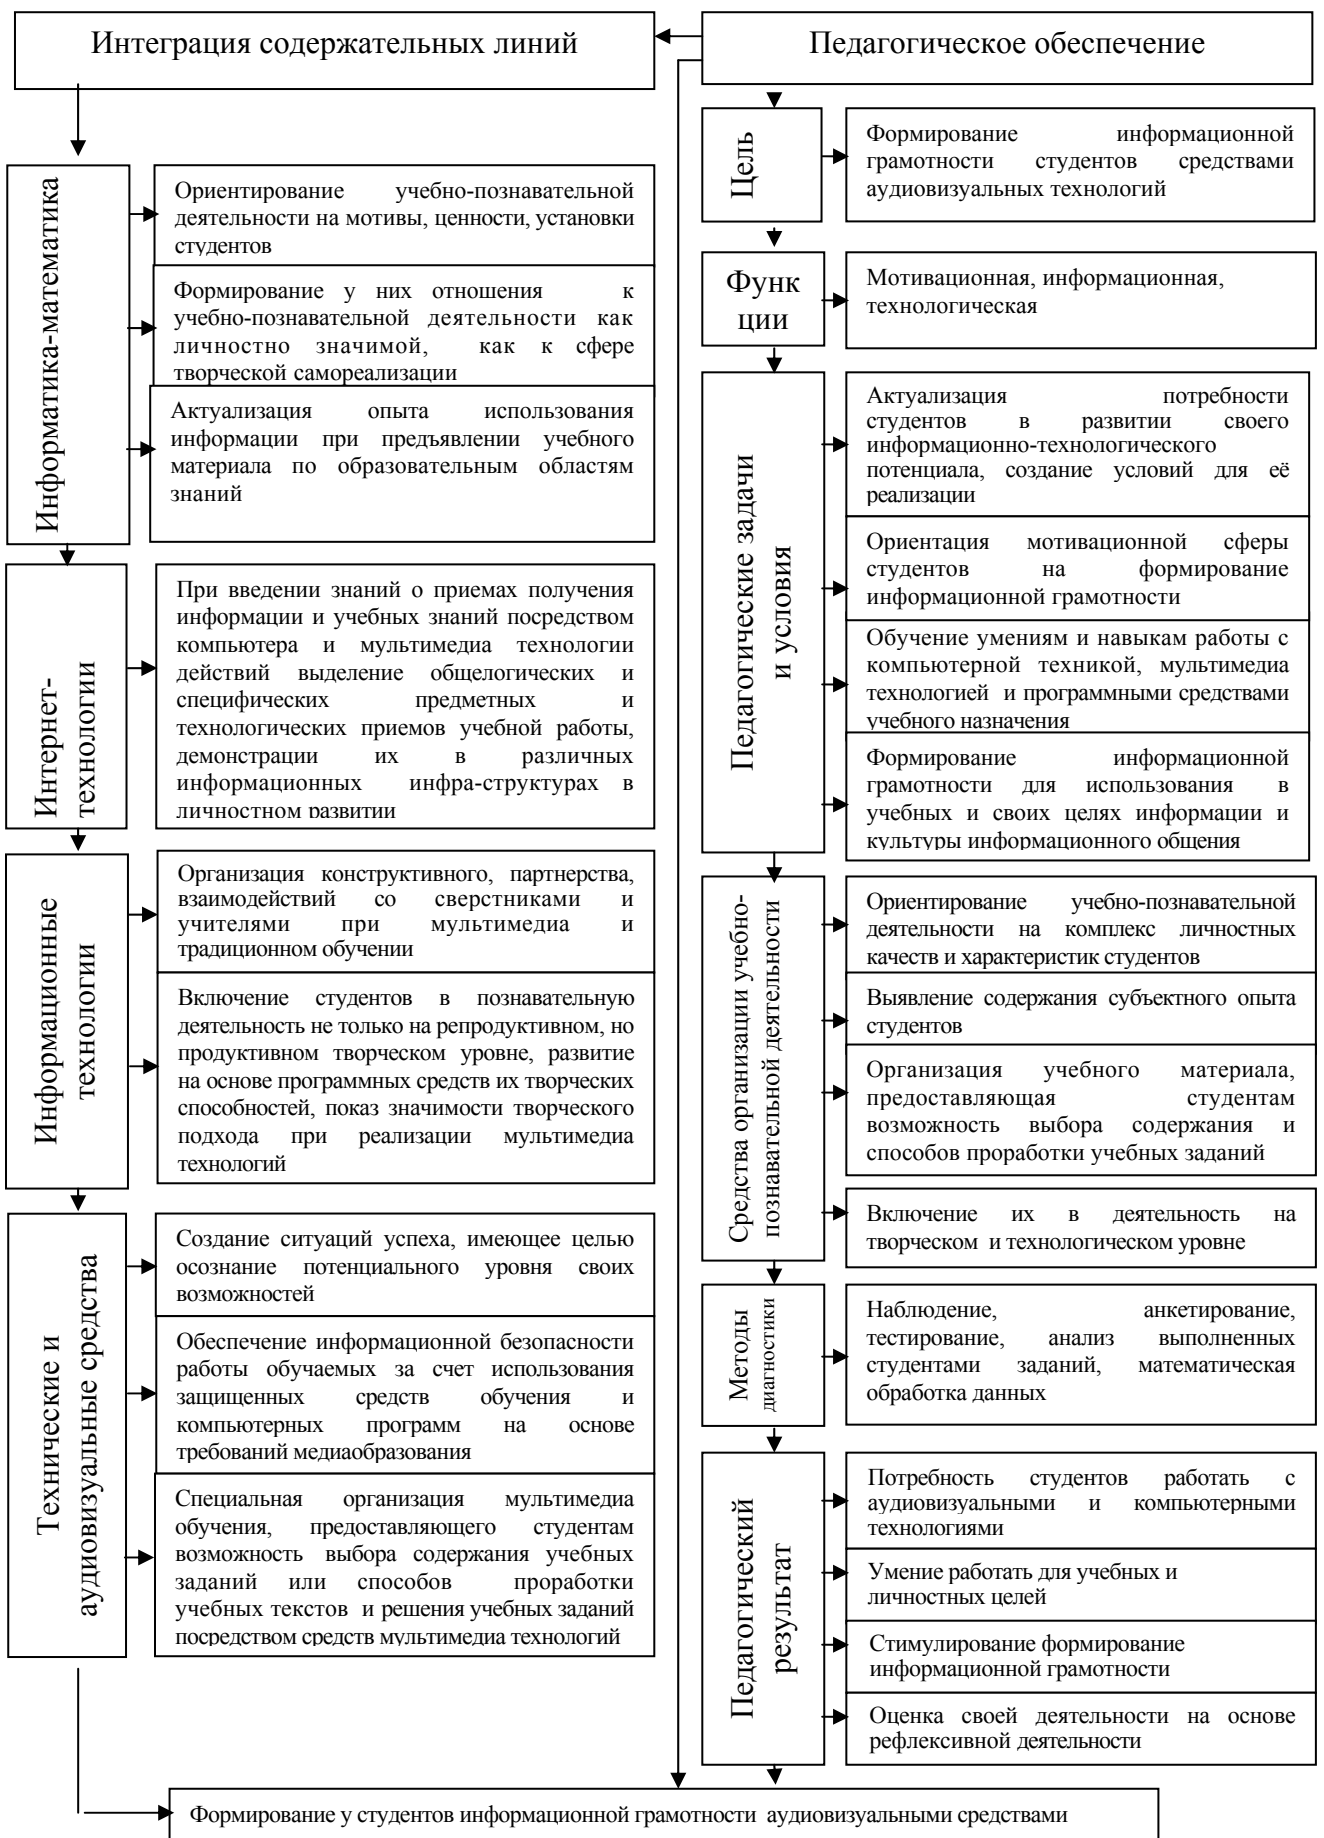 Интеграция содержательных линий
Информатика-математика
Ориентирование учебно-познавательной
деятельности на мотивы, ценности, установки
студентов
Формирование у них отношения к
учебно-познавательной деятельности как
личностно значимой, как к сфере
творческой самореализации
Актуализация опыта использования
информации при предъявлении учебного
материала по образовательным областям
знаний
Интернет-
технологии
При введении знаний о приемах получения
информации и учебных знаний посредством
компьютера и мультимедиа технологии
действий выделение общелогических и
специфических предметных и
технологических приемов учебной работы,
демонстрации их в различных
информационных инфра-структурах в
личностном развитии
Информационные
технологии
Организация конструктивного, партнерства,
взаимодействий со сверстниками и
учителями при мультимедиа и
традиционном обучении
Включение студентов в познавательную
деятельность не только на репродуктивном, но
продуктивном творческом уровне, развитие
на основе программных средств их творческих
способностей, показ значимости творческого
подхода при реализации мультимедиа
технологий
Технические и
аудиовизуальные средства
Создание ситуаций успеха, имеющее целью
осознание потенциального уровня своих
возможностей
Обеспечение информационной безопасности
работы обучаемых за счет использования
защищенных средств обучения и
компьютерных программ на основе
требований медиаобразования
Специальная организация мультимедиа
обучения, предоставляющего студентам
возможность выбора содержания учебных
заданий или способов проработки
учебных текстов и решения учебных заданий
посредством средств мультимедиа технологий
Педагогическое обеспечение
Цель
Формирование информационной
грамотности студентов средствами
аудиовизуальных технологий
Функ
ции
Мотивационная, информационная,
технологическая
Педагогические задачи
и условия
Актуализация потребности
студентов в развитии своего
информационно-технологического
потенциала, создание условий для её
реализации
Ориентация мотивационной сферы
студентов на формирование
информационной грамотности
Обучение умениям и навыкам работы с
компьютерной техникой, мультимедиа
технологией и программными средствами
учебного назначения
Формирование информационной
грамотности для использования в
учебных и своих целях информации и
культуры информационного общения
Средства организации учебно-
познавательной деятельности
Ориентирование учебно-познавательной
деятельности на комплекс личностных
качеств и характеристик студентов
Выявление содержания субъектного опыта
студентов
Организация учебного материала,
предоставляющая студентам
возможность выбора содержания и
способов проработки учебных заданий
Включение их в деятельность на
творческом и технологическом уровне
Методы
диагностики
Наблюдение, анкетирование,
тестирование, анализ выполненных
студентами заданий, математическая
обработка данных
Педагогический
результат
Потребность студентов работать с
аудиовизуальными и компьютерными
технологиями
Умение работать для учебных и
личностных целей
Стимулирование формирование
информационной грамотности
Оценка своей деятельности на основе
рефлексивной деятельности
Формирование у студентов информационной грамотности аудиовизуальными средствами